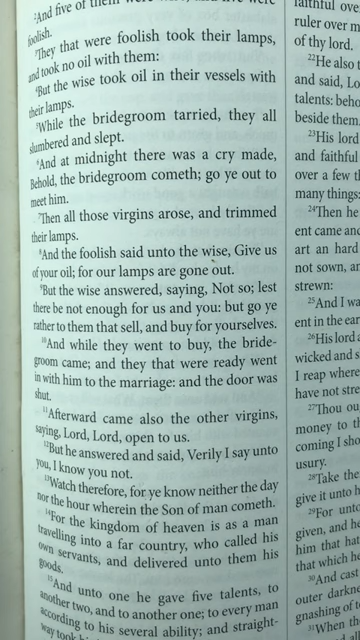 ²And five of them were
foolish.
³They that were foolish took their lamps,
and took no oil with them:
⁴But the wise took oil in their vessels with
their lamps.
⁵While the bridegroom tarried, they all
slumbered and slept.
⁶And at midnight there was a cry made,
Behold, the bridegroom cometh; go ye out to
meet him.
⁷Then all those virgins arose, and trimmed
their lamps.
⁸And the foolish said unto the wise, Give us
of your oil; for our lamps are gone out.
⁹But the wise answered, saying, Not so; lest
there be not enough for us and you: but go ye
rather to them that sell, and buy for yourselves.
¹⁰And while they went to buy, the bride-
groom came; and they that were ready went
in with him to the marriage: and the door was
shut.
¹¹Afterward came also the other virgins,
saying, Lord, Lord, open to us.
¹²But he answered and said, Verily I say unto
you, I know you not.
¹³Watch therefore, for ye know neither the day
nor the hour wherein the Son of man cometh.
¹⁴For the kingdom of heaven is as a man
travelling into a far country, who called his
own servants, and delivered unto them his
goods.
¹⁵And unto one he gave five talents, to
another two, and to another one; to every man
according to his several ability; and straight-
way took his
faithful over
ruler over m
of thy lord.
²²He also t
and said, Lo
talents: beho
beside them.
²³His lord
and faithful
over a few th
many things:
²⁴Then he
ent came and
art an hard
not sown, an
strewn:
²⁵And I wa
ent in the ear
²⁶His lord a
wicked and s
I reap where
have not stre
²⁷Thou ou
money to th
coming I sho
usury.
²⁸Take the
give it unto h
²⁹For unto
given, and he
him that hat
that which he
³⁰And cast
outer darkne
gnashing of te
³¹When th